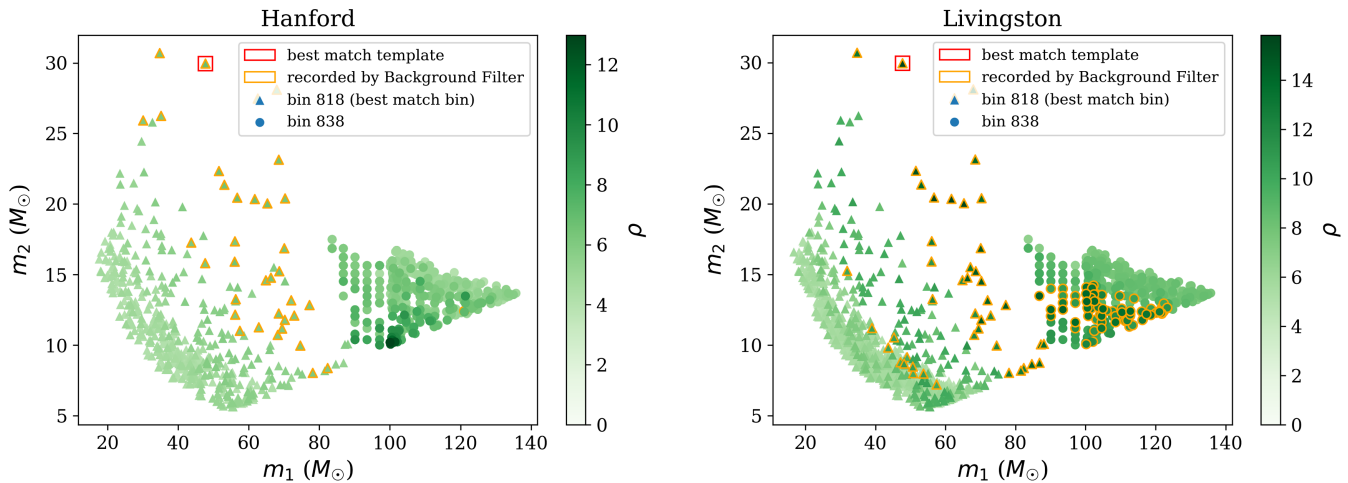 Hanford
best match template
recorded by Background Filter
bin 818 (best match bin)
bin 838
30
25
20
15
10
5
m₂ (M☉)
20 40 60 80 100 120 140
m₁ (M☉)
12
10
8
6
4
2
0
ρ
Livingston
best match template
recorded by Background Filter
bin 818 (best match bin)
bin 838
30
25
20
15
10
5
m₂ (M☉)
20 40 60 80 100 120 140
m₁ (M☉)
14
12
10
8
6
4
2
0
ρ